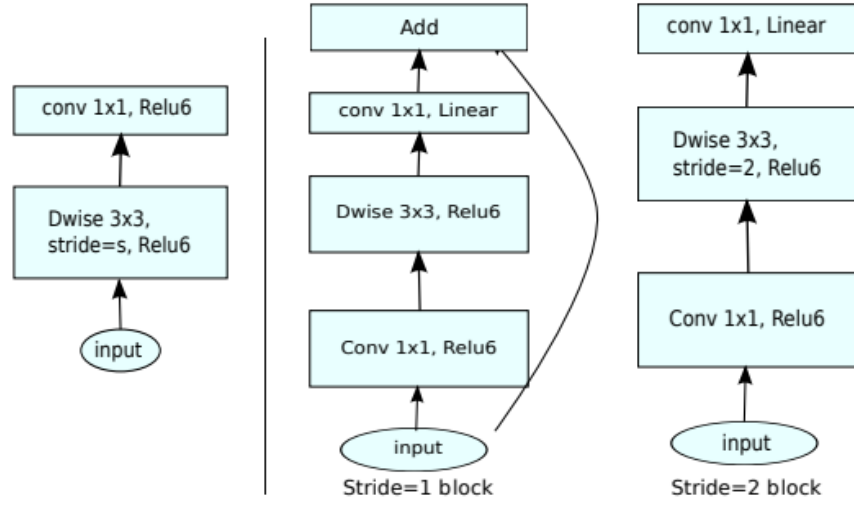 conv 1x1, Relu6
Dwise 3x3,
stride=s, Relu6
input
Add
conv 1x1, Linear
Dwise 3x3, Relu6
Conv 1x1, Relu6
input
Stride=1 block
conv 1x1, Linear
Dwise 3x3,
stride=2, Relu6
Conv 1x1, Relu6
input
Stride=2 block